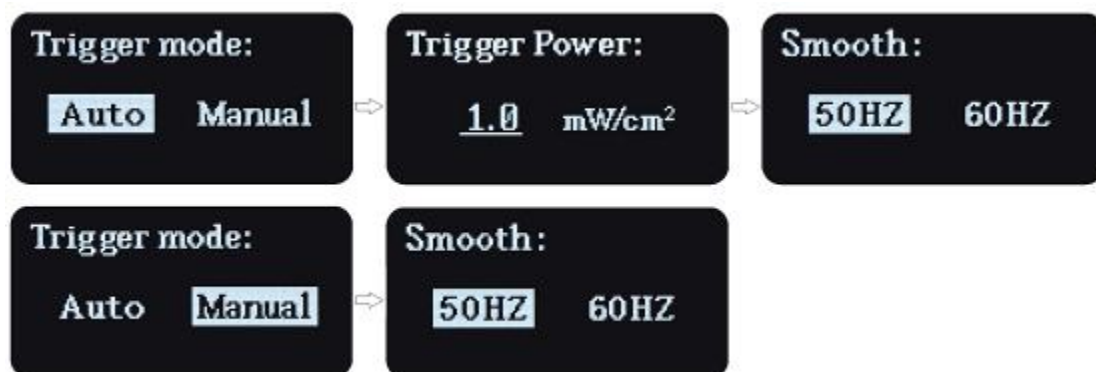 Trigger mode:
Auto Manual
Trigger Power:
1.0 mW/cm²
Smooth:
50HZ 60HZ
Trigger mode:
Auto Manual
Smooth:
50HZ 60HZ